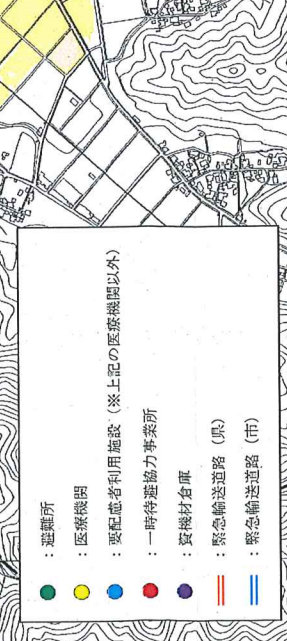 ：避難所
：医療機関
：要配慮者利用施設（※上記の医療機関以外）
：一時待避協力事業所
：資機材倉庫
：緊急輸送道路（県）
：緊急輸送道路（市）